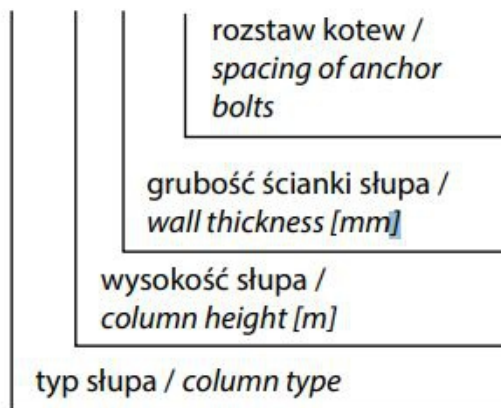 rozstaw kotew /
spacing of anchor
bolts
grubość ścianki słupa /
wall thickness [mm]
wysokość słupa /
column height [m]
typ słupa / column type